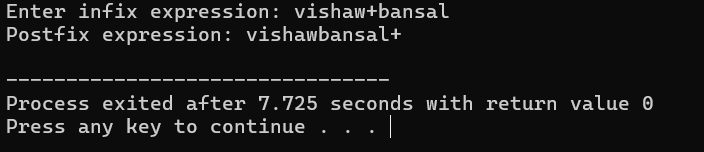 Enter infix expression: vishaw+bansal
Postfix expression: vishawbansal+
--------------------------------
Process exited after 7.725 seconds with return value 0
Press any key to continue . . .